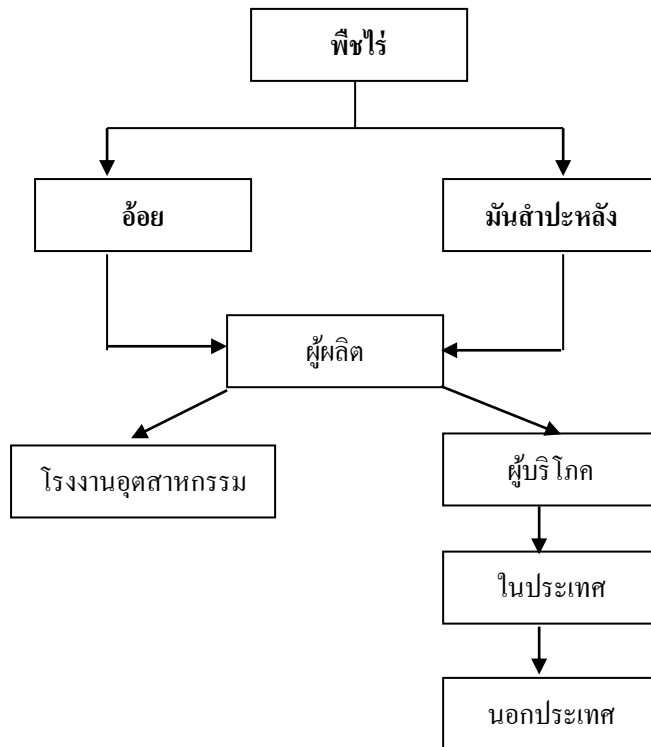 พืชไร่
อ้อย
มันสำปะหลัง
ผู้ผลิต
โรงงานอุตสาหกรรม
ผู้บริโภค
ในประเทศ
นอกประเทศ